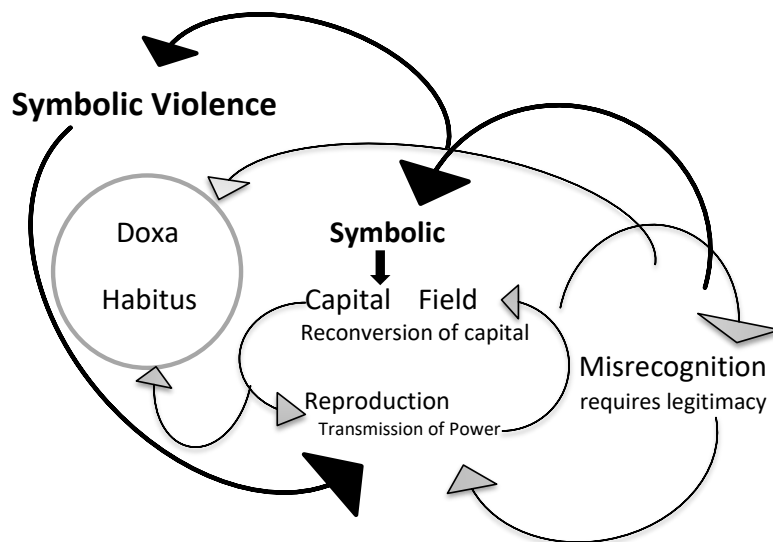 Symbolic Violence
Doxa
Habitus
Symbolic
Capital Field
Reconversion of capital
Misrecognition
requires legitimacy
Reproduction
Transmission of Power